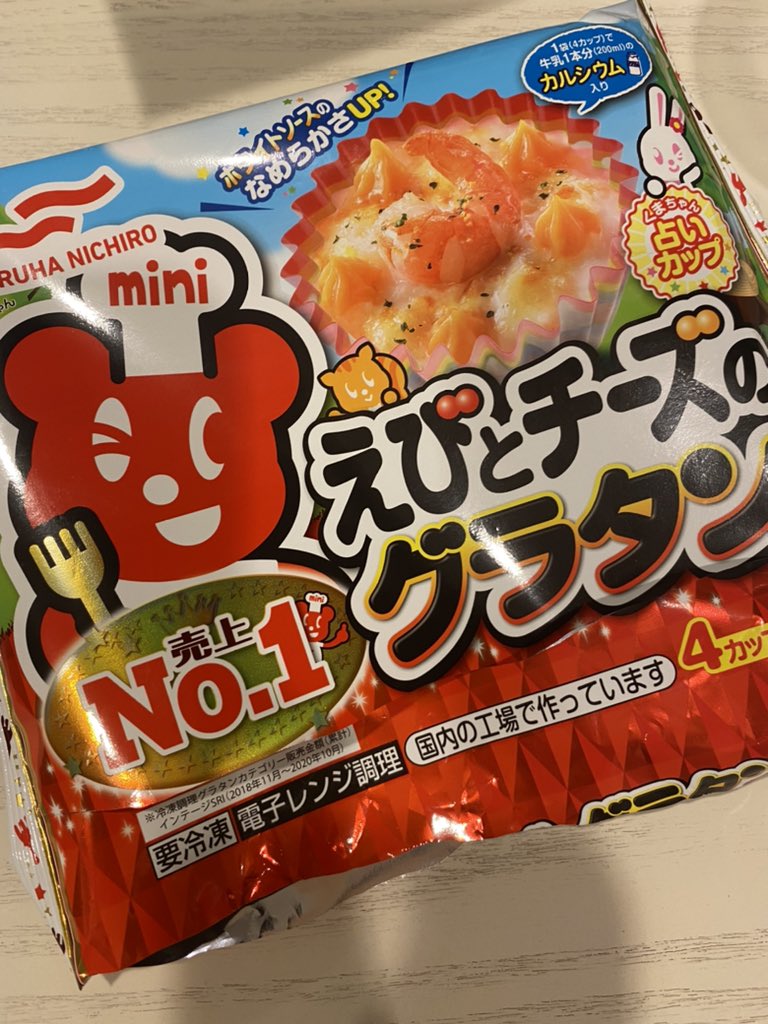 1袋(4カップ)で
牛乳1本分(200ml)の
カルシウム
入り
ホワイトソースの
なめらかさUP!
RUHA NICHIRO
mini
くまちゃん
占い
カップ
えびとチーズの
グラタン
売上
No.1
mini
4カップ
国内の工場で作っています
※冷凍調理グラタンカテゴリー販売金額(累計)
インテージSRI(2018年11月〜2020年10月)
要冷凍 電子レンジ調理
グラタン